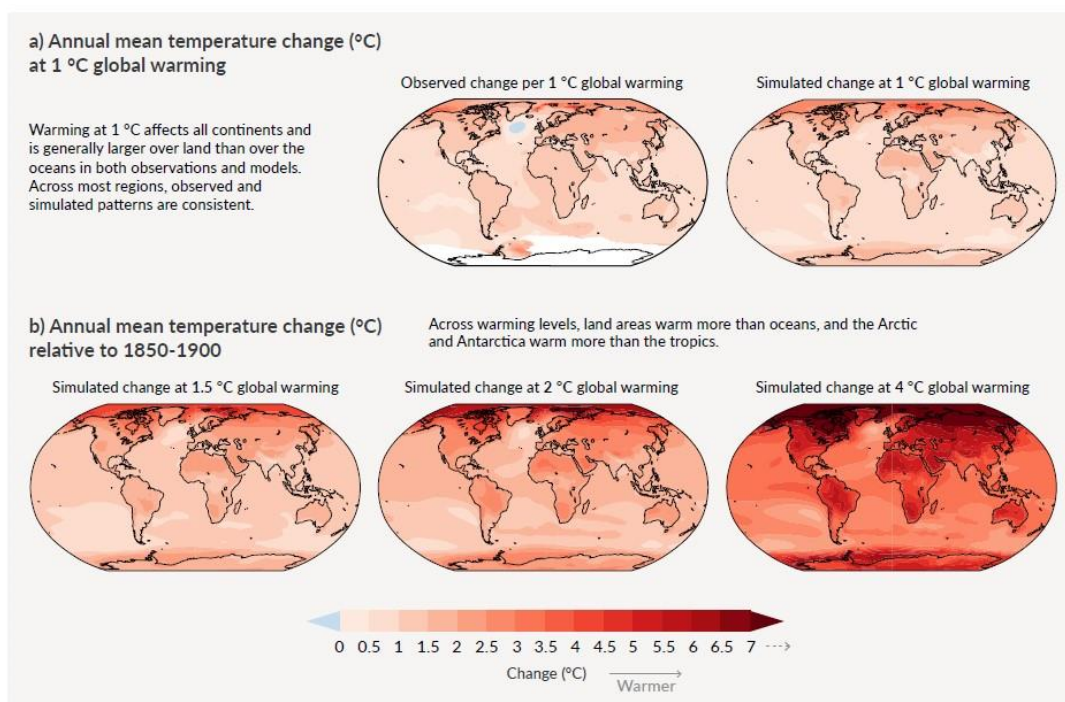 a) Annual mean temperature change (°C)
at 1 °C global warming
Observed change per 1 °C global warming
Simulated change at 1 °C global warming
Warming at 1 °C affects all continents and
is generally larger over land than over the
oceans in both observations and models.
Across most regions, observed and
simulated patterns are consistent.
b) Annual mean temperature change (°C)
relative to 1850-1900
Across warming levels, land areas warm more than oceans, and the Arctic
and Antarctica warm more than the tropics.
Simulated change at 1.5 °C global warming
Simulated change at 2 °C global warming
Simulated change at 4 °C global warming
0 0.5 1 1.5 2 2.5 3 3.5 4 4.5 5 5.5 6 6.5 7
Change (°C)
Warmer